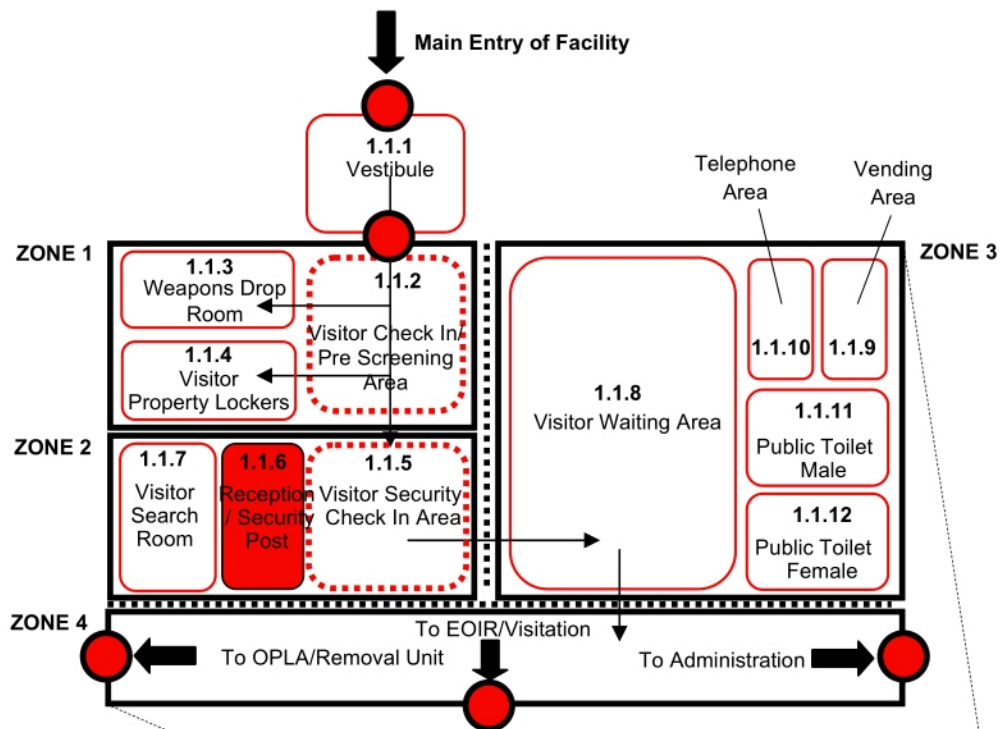 Main Entry of Facility
1.1.1
Vestibule
Telephone
Area
Vending
Area
ZONE 1
1.1.3
Weapons Drop
Room
1.1.4
Visitor
Property Lockers
1.1.2
Visitor Check In/
Pre Screening
Area
ZONE 2
1.1.7
Visitor
Search
Room
1.1.6
Reception
/ Security
Post
1.1.5
Visitor Security
Check In Area
ZONE 3
1.1.8
Visitor Waiting Area
1.1.10
1.1.9
1.1.11
Public Toilet
Male
1.1.12
Public Toilet
Female
ZONE 4
To EOIR/Visitation
To OPLA/Removal Unit
To Administration